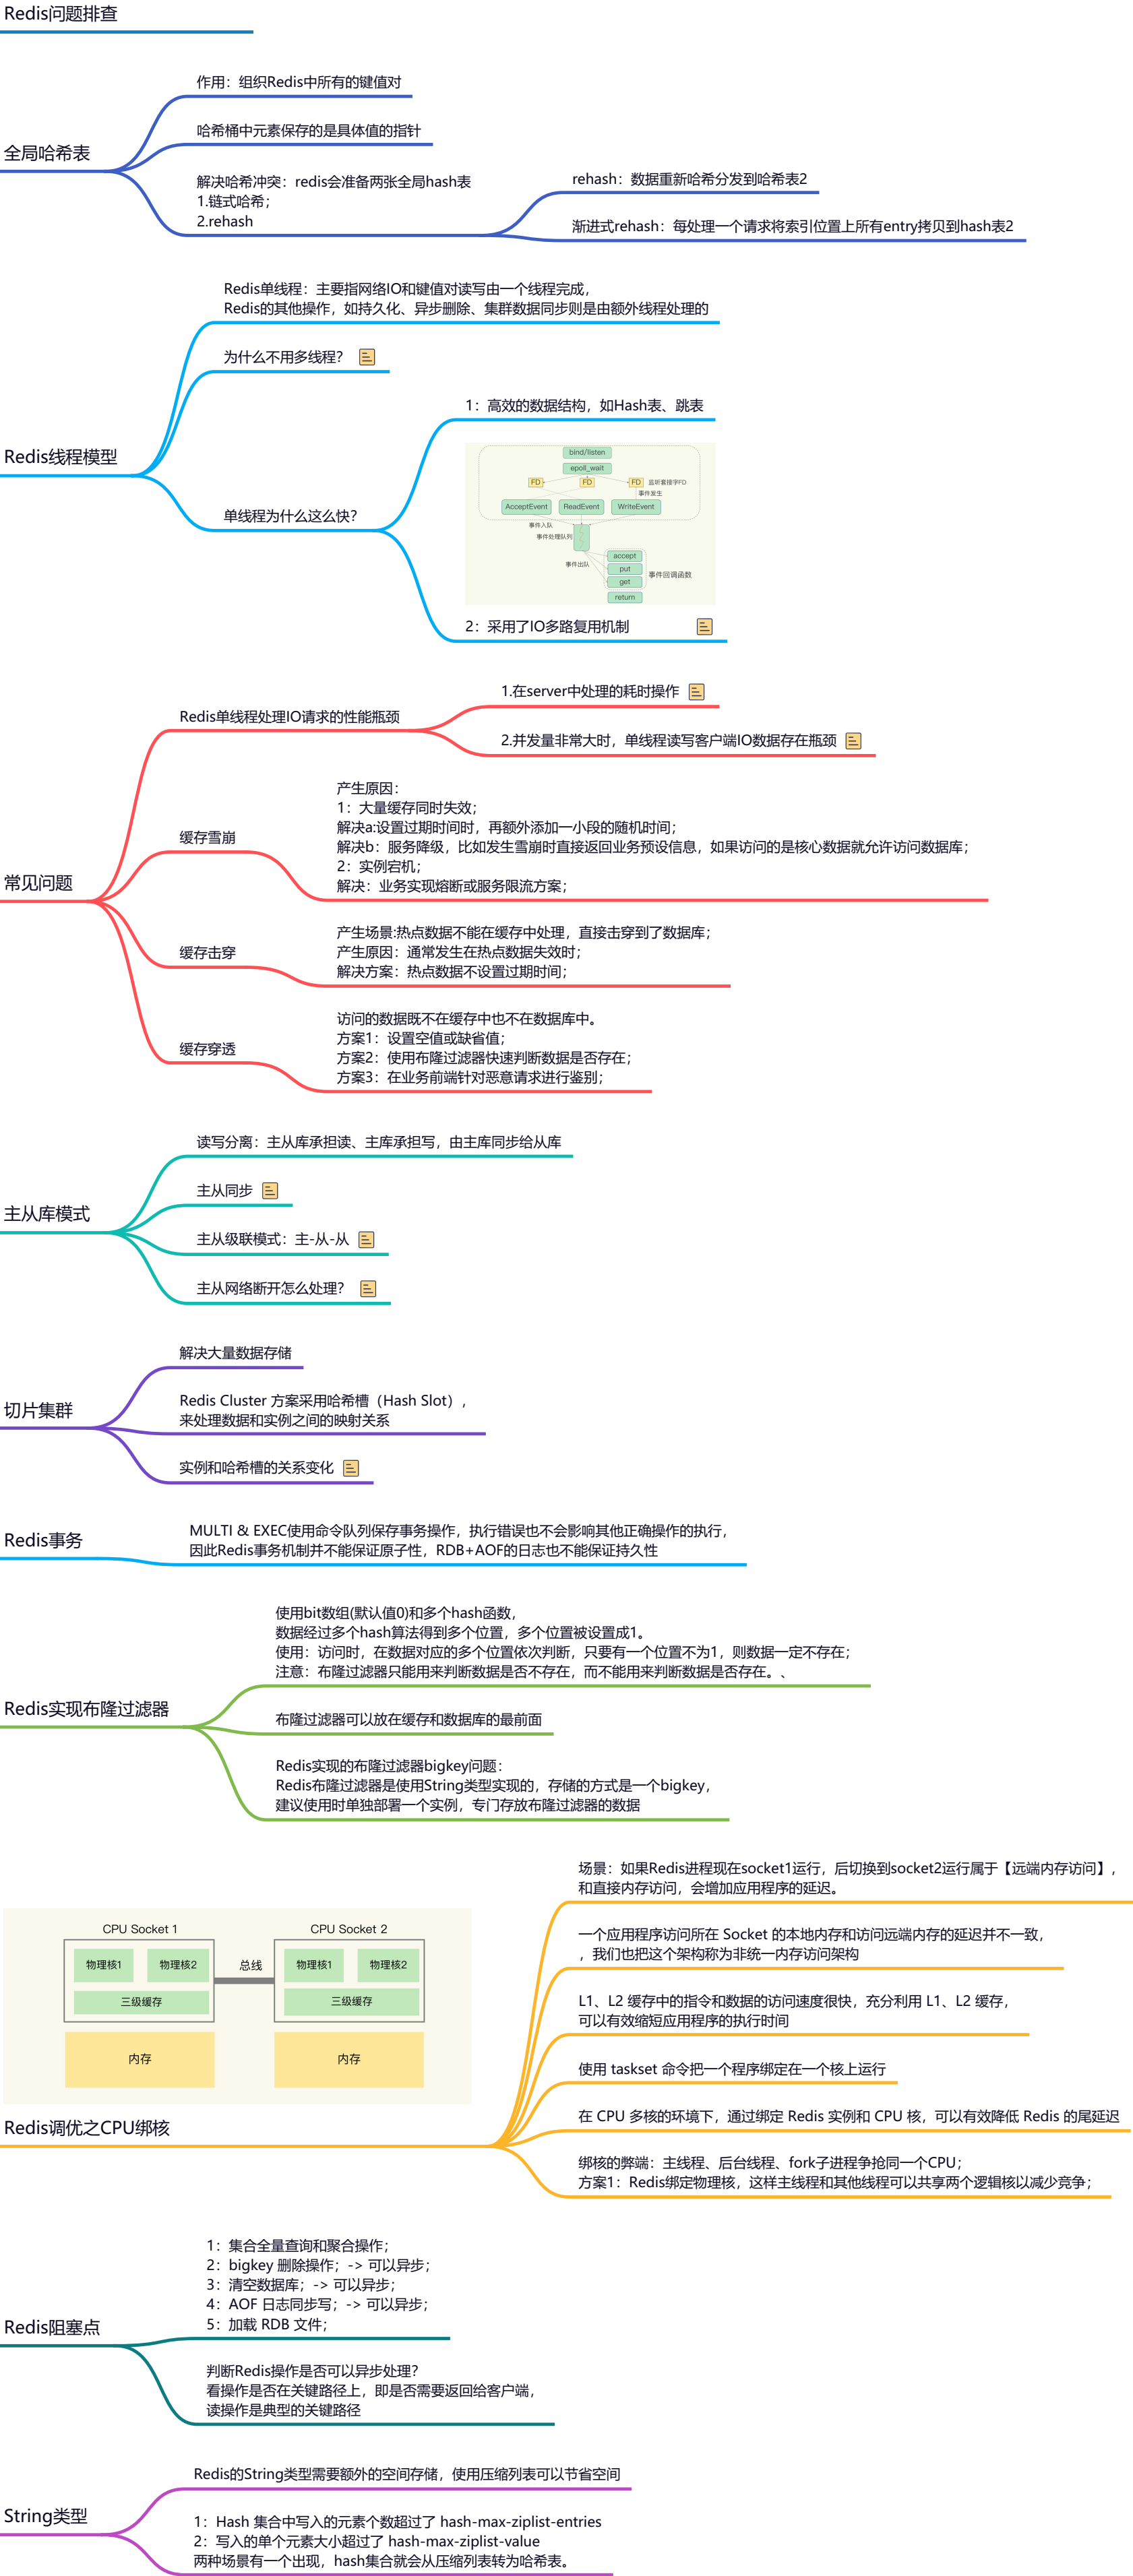 Redis问题排查
全局哈希表
作用：组织Redis中所有的键值对
哈希桶中元素保存的是具体值的指针
解决哈希冲突：redis会准备两张全局hash表
1.链式哈希；
2.rehash
rehash：数据重新哈希分发到哈希表2
渐进式rehash：每处理一个请求将索引位置上所有entry拷贝到hash表2
Redis线程模型
Redis单线程：主要指网络IO和键值对读写由一个线程完成，
Redis的其他操作，如持久化、异步删除、集群数据同步则是由额外线程处理的
为什么不用多线程？
单线程为什么这么快？
1：高效的数据结构，如Hash表、跳表
bind/listen
epoll_wait
FD
FD
FD
监听套接字FD
事件发生
AcceptEvent
ReadEvent
WriteEvent
事件入队
事件处理队列
事件出队
accept
put
get
事件回调函数
return
2：采用了IO多路复用机制
常见问题
Redis单线程处理IO请求的性能瓶颈
1.在server中处理的耗时操作
2.并发量非常大时，单线程读写客户端IO数据存在瓶颈
缓存雪崩
产生原因：
1：大量缓存同时失效；
解决a:设置过期时间时，再额外添加一小段的随机时间；
解决b：服务降级，比如发生雪崩时直接返回业务预设信息，如果访问的是核心数据就允许访问数据库；
2：实例宕机；
解决：业务实现熔断或服务限流方案；
缓存击穿
产生场景:热点数据不能在缓存中处理，直接击穿到了数据库；
产生原因：通常发生在热点数据失效时；
解决方案：热点数据不设置过期时间；
缓存穿透
访问的数据既不在缓存中也不在数据库中。
方案1：设置空值或缺省值；
方案2：使用布隆过滤器快速判断数据是否存在；
方案3：在业务前端针对恶意请求进行鉴别；
主从库模式
读写分离：主从库承担读、主库承担写，由主库同步给从库
主从同步
主从级联模式：主-从-从
主从网络断开怎么处理？
切片集群
解决大量数据存储
Redis Cluster 方案采用哈希槽（Hash Slot），
来处理数据和实例之间的映射关系
实例和哈希槽的关系变化
Redis事务
MULTI & EXEC使用命令队列保存事务操作，执行错误也不会影响其他正确操作的执行，
因此Redis事务机制并不能保证原子性，RDB+AOF的日志也不能保证持久性
Redis实现布隆过滤器
使用bit数组(默认值0)和多个hash函数，
数据经过多个hash算法得到多个位置，多个位置被设置成1。
使用：访问时，在数据对应的多个位置依次判断，只要有一个位置不为1，则数据一定不存在；
注意：布隆过滤器只能用来判断数据是否不存在，而不能用来判断数据是否存在。、
布隆过滤器可以放在缓存和数据库的最前面
Redis实现的布隆过滤器bigkey问题：
Redis布隆过滤器是使用String类型实现的，存储的方式是一个bigkey，
建议使用时单独部署一个实例，专门存放布隆过滤器的数据
CPU Socket 1
CPU Socket 2
物理核1
物理核2
总线
物理核1
物理核2
三级缓存
三级缓存
内存
内存
Redis调优之CPU绑核
场景：如果Redis进程现在socket1运行，后切换到socket2运行属于【远端内存访问】，
和直接内存访问，会增加应用程序的延迟。
一个应用程序访问所在 Socket 的本地内存和访问远端内存的延迟并不一致，
，我们也把这个架构称为非统一内存访问架构
L1、L2 缓存中的指令和数据的访问速度很快，充分利用 L1、L2 缓存，
可以有效缩短应用程序的执行时间
使用 taskset 命令把一个程序绑定在一个核上运行
在 CPU 多核的环境下，通过绑定 Redis 实例和 CPU 核，可以有效降低 Redis 的尾延迟
绑核的弊端：主线程、后台线程、fork子进程争抢同一个CPU；
方案1：Redis绑定物理核，这样主线程和其他线程可以共享两个逻辑核以减少竞争；
Redis阻塞点
1：集合全量查询和聚合操作；
2：bigkey 删除操作；-> 可以异步；
3：清空数据库；-> 可以异步；
4：AOF 日志同步写；-> 可以异步；
5：加载 RDB 文件；
判断Redis操作是否可以异步处理？
看操作是否在关键路径上，即是否需要返回给客户端，
读操作是典型的关键路径
String类型
Redis的String类型需要额外的空间存储，使用压缩列表可以节省空间
1：Hash 集合中写入的元素个数超过了 hash-max-ziplist-entries
2：写入的单个元素大小超过了 hash-max-ziplist-value
两种场景有一个出现，hash集合就会从压缩列表转为哈希表。